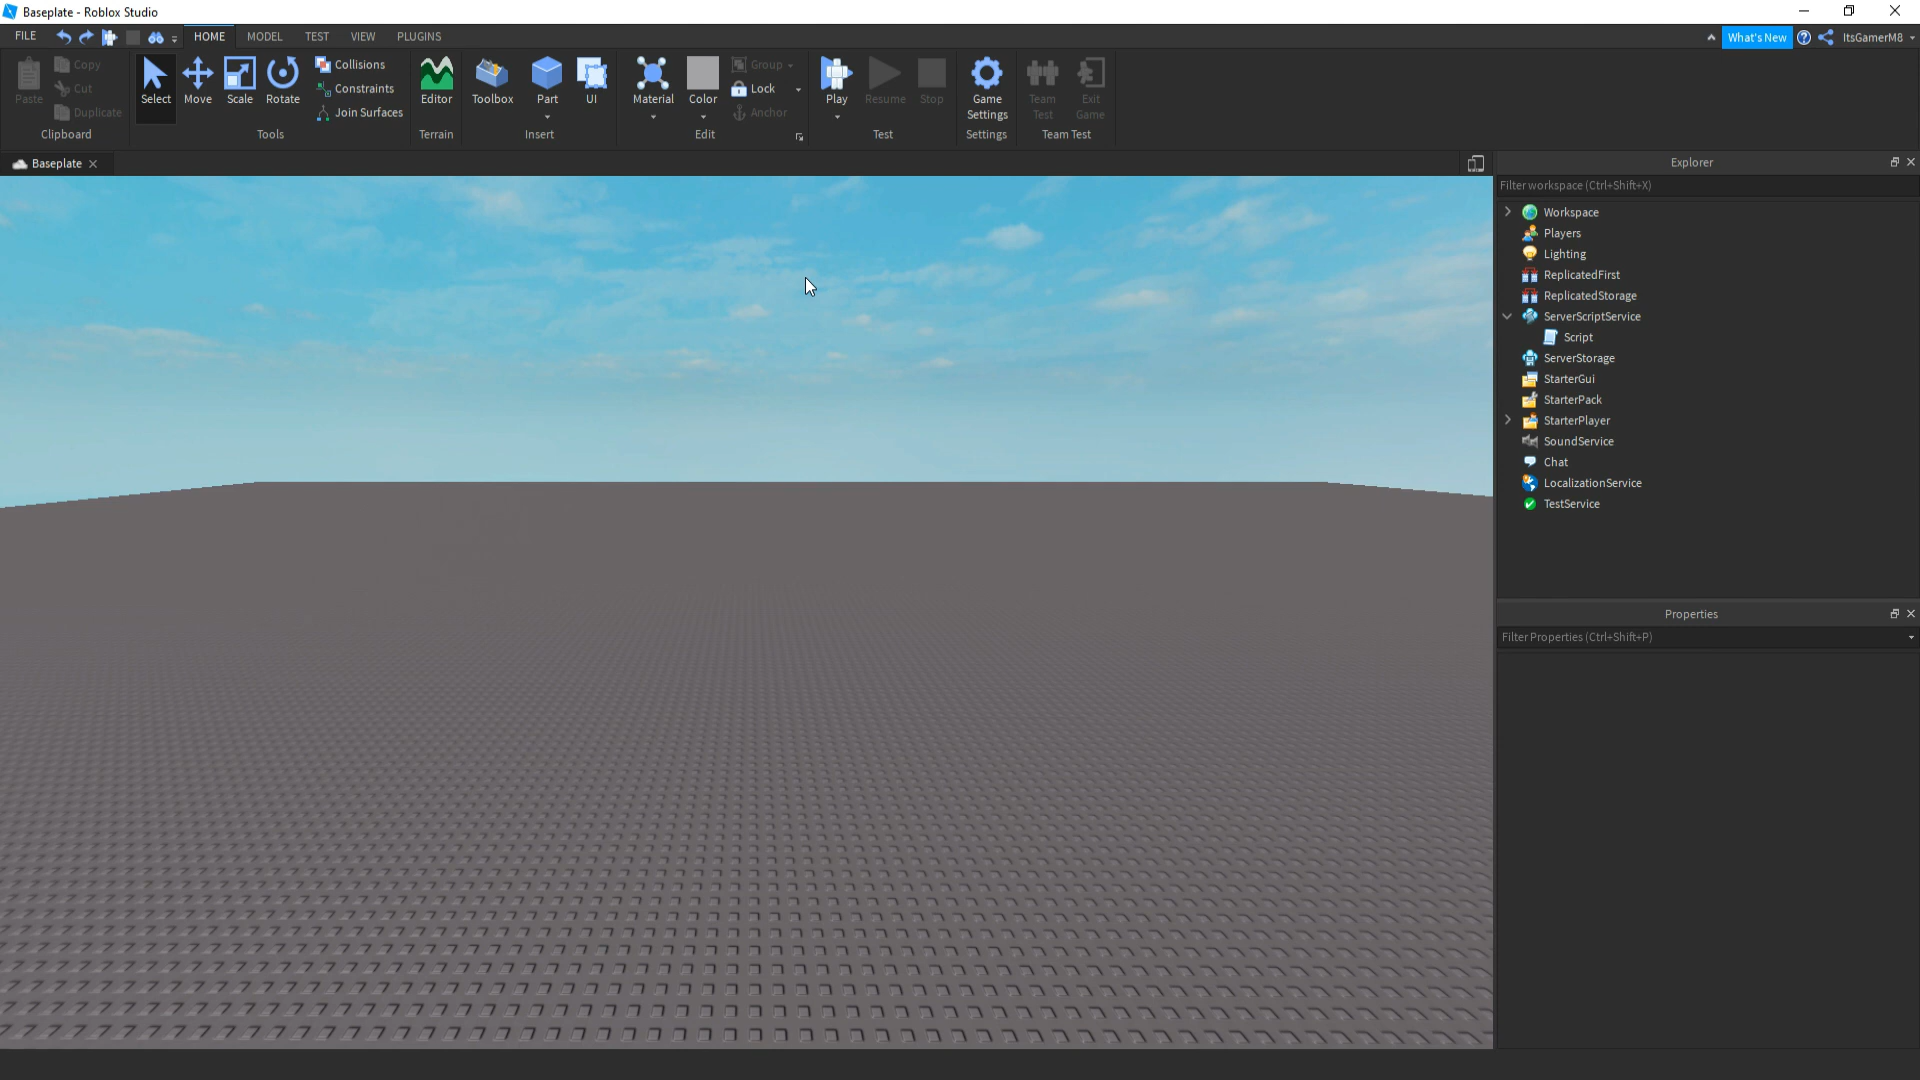 Baseplate - Roblox Studio
FILE
HOME
MODEL
TEST
VIEW
PLUGINS
What's New
ItsGamerM8
Paste
Copy
Cut
Duplicate
Clipboard
Select
Move
Scale
Rotate
Collisions
Constraints
Join Surfaces
Tools
Editor
Terrain
Toolbox
Part
UI
Insert
Material
Color
Group
Lock
Anchor
Edit
Play
Resume
Stop
Test
Game
Settings
Settings
Team
Test
Exit
Game
Team Test
Baseplate
Explorer
Filter workspace (Ctrl+Shift+X)
Workspace
Players
Lighting
ReplicatedFirst
ReplicatedStorage
ServerScriptService
Script
ServerStorage
StarterGui
StarterPack
StarterPlayer
SoundService
Chat
LocalizationService
TestService
Properties
Filter Properties (Ctrl+Shift+P)